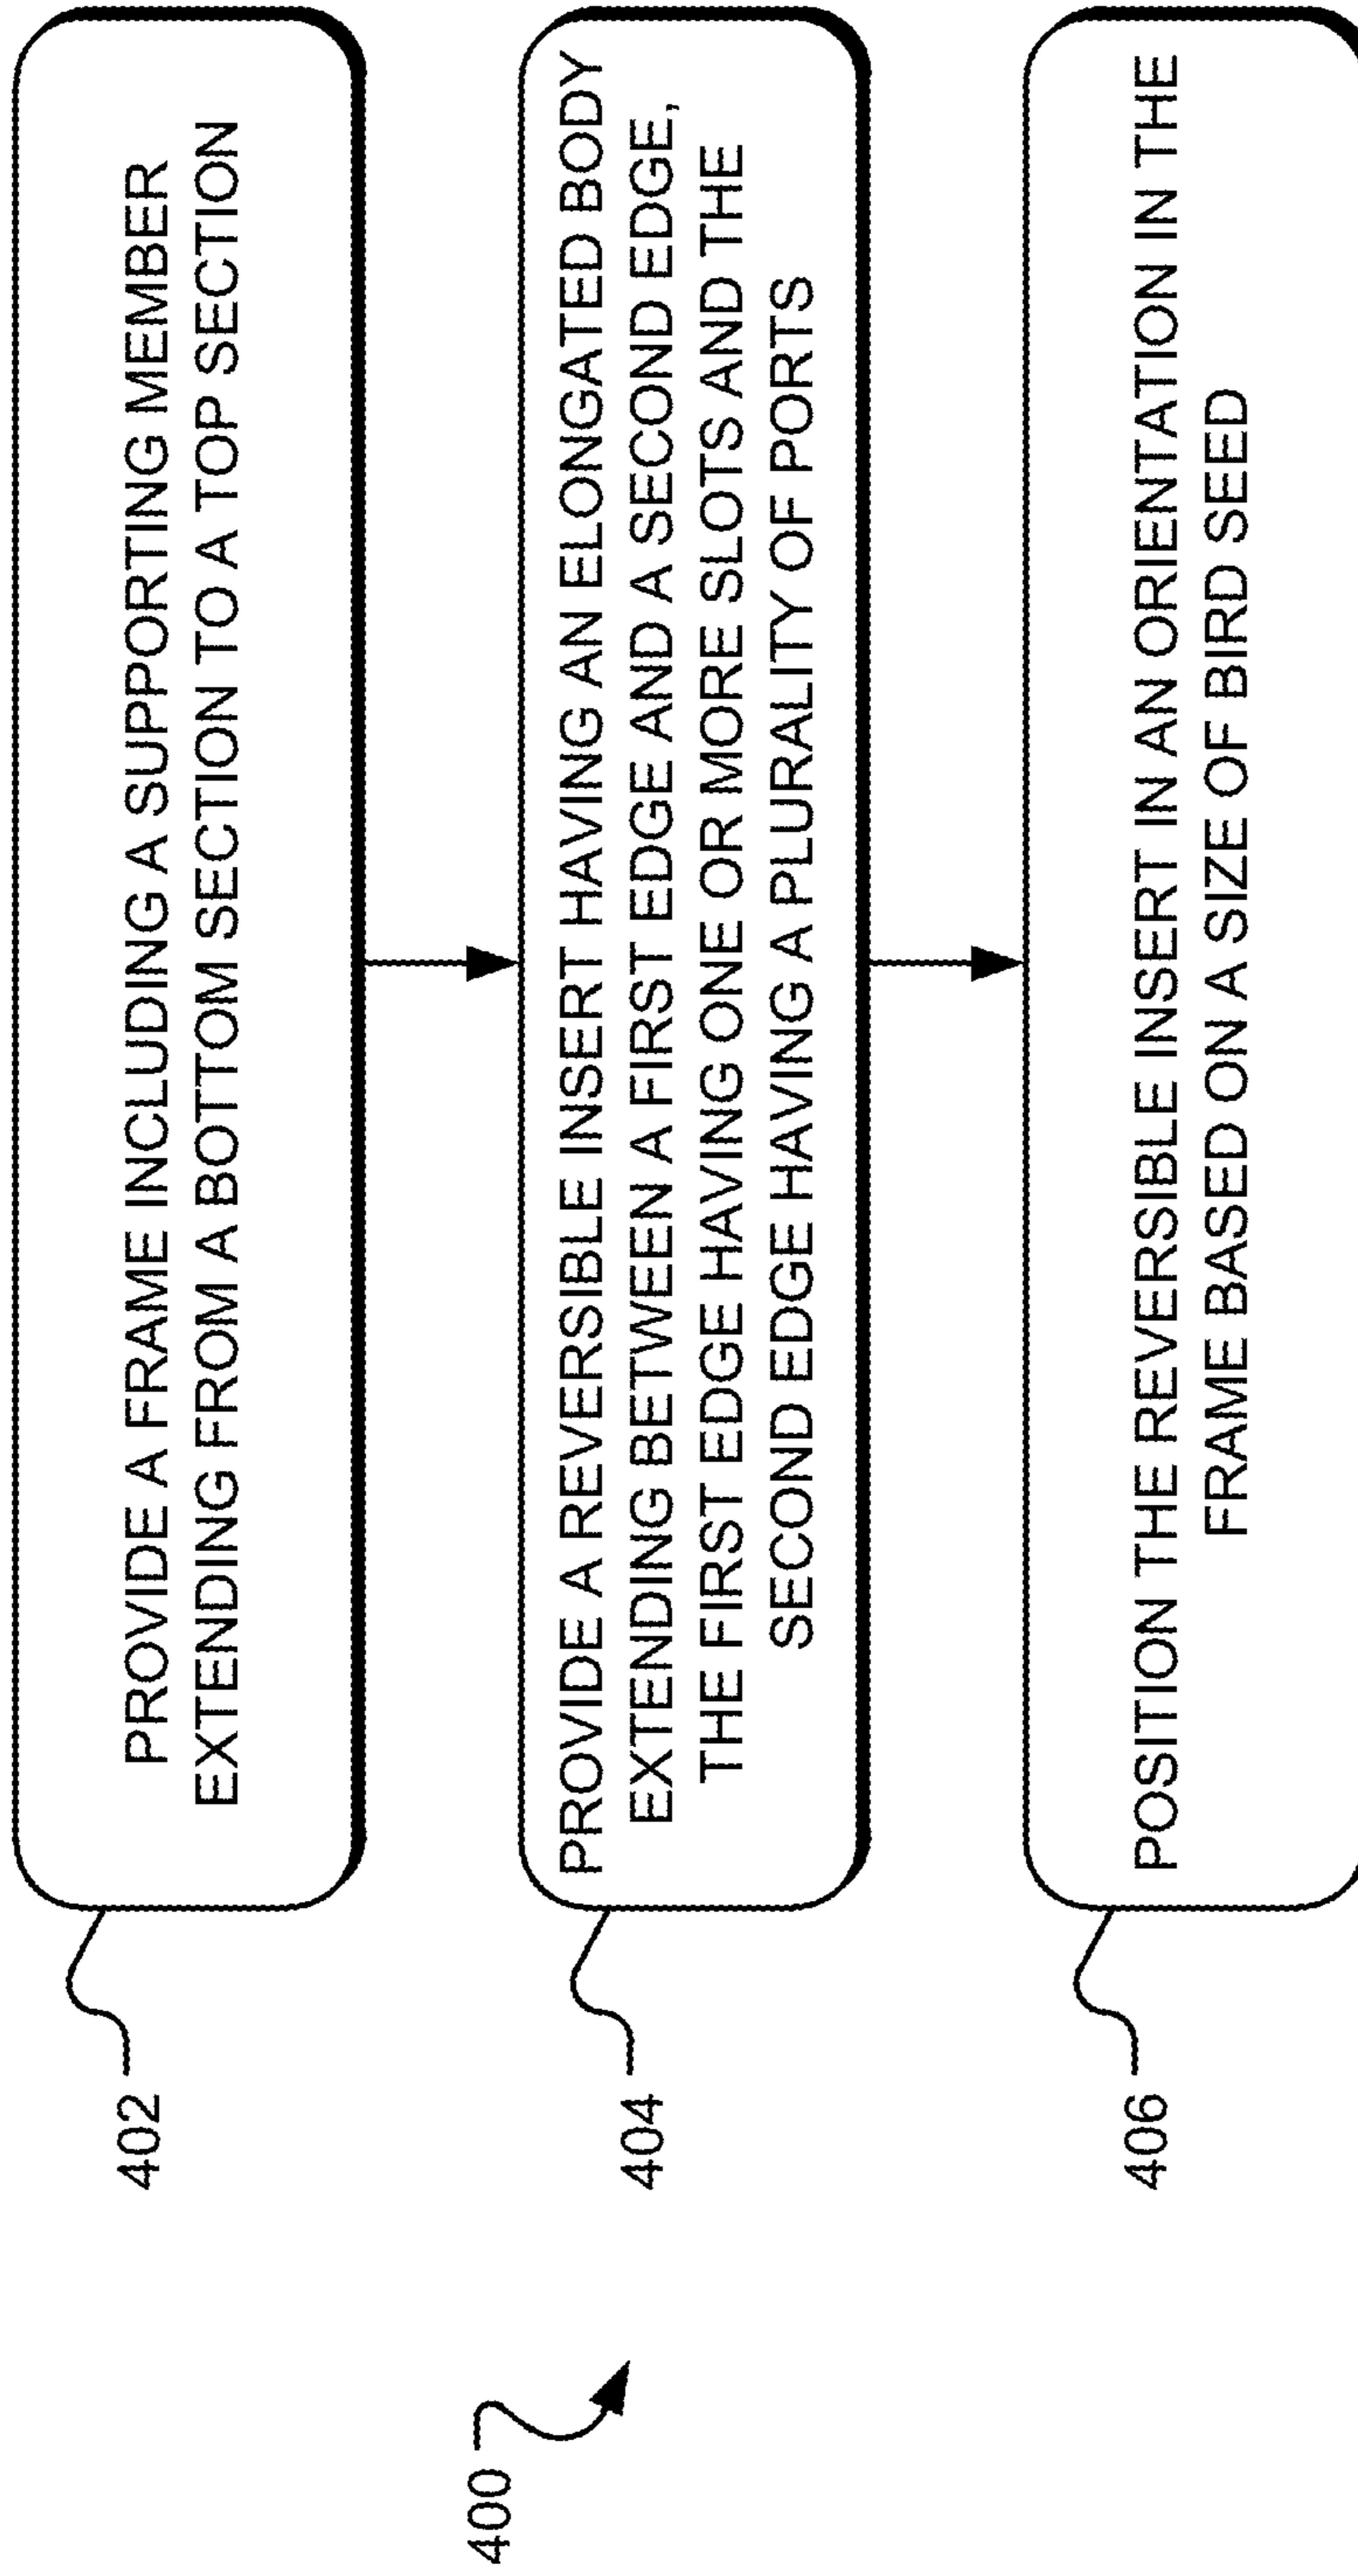 400
402
PROVIDE A FRAME INCLUDING A SUPPORTING MEMBER
EXTENDING FROM A BOTTOM SECTION TO A TOP SECTION
404
PROVIDE A REVERSIBLE INSERT HAVING AN ELONGATED BODY
EXTENDING BETWEEN A FIRST EDGE AND A SECOND EDGE,
THE FIRST EDGE HAVING ONE OR MORE SLOTS AND THE
SECOND EDGE HAVING A PLURALITY OF PORTS
406
POSITION THE REVERSIBLE INSERT IN AN ORIENTATION IN THE
FRAME BASED ON A SIZE OF BIRD SEED